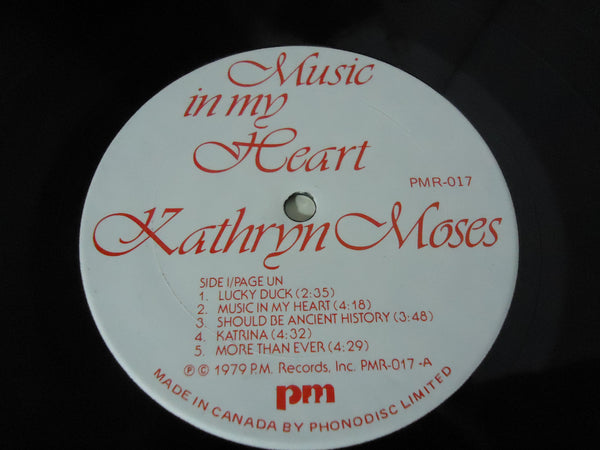 Music
in my
Heart
PMR-017
Kathryn Moses
SIDE I/PAGE UN
1. LUCKY DUCK (2:35)
2. MUSIC IN MY HEART (4:18)
3. SHOULD BE ANCIENT HISTORY (3:48)
4. KATRINA (4:32)
5. MORE THAN EVER (4:29)
℗ © 1979 P.M. Records, Inc. PMR-017 -A
pm
MADE IN CANADA BY PHONODISC LIMITED